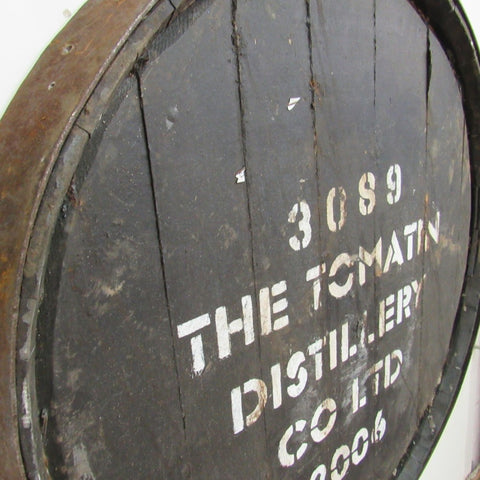 3089
THE TOMATIN
DISTILLERY
CO LTD
2006